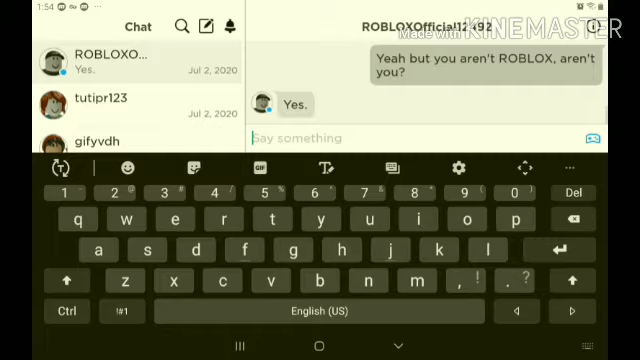 1:54
Chat
ROBLOXOfficial12492
Made with KINEMASTER
ROBLOXO...
Yes.
Jul 2, 2020
tutipr123
Jul 2, 2020
gifyvdh
Yeah but you aren't ROBLOX, aren't
you?
Yes.
Say something
T GIF T ...
1 ! 2 @ 3 # 4 / 5 % 6 ^ 7 & 8 * 9 ( 0 ) Del
q w e r t y u i o p
a s d f g h j k l
z x c v b n m , ! . ?
Ctrl !#1 English (US)